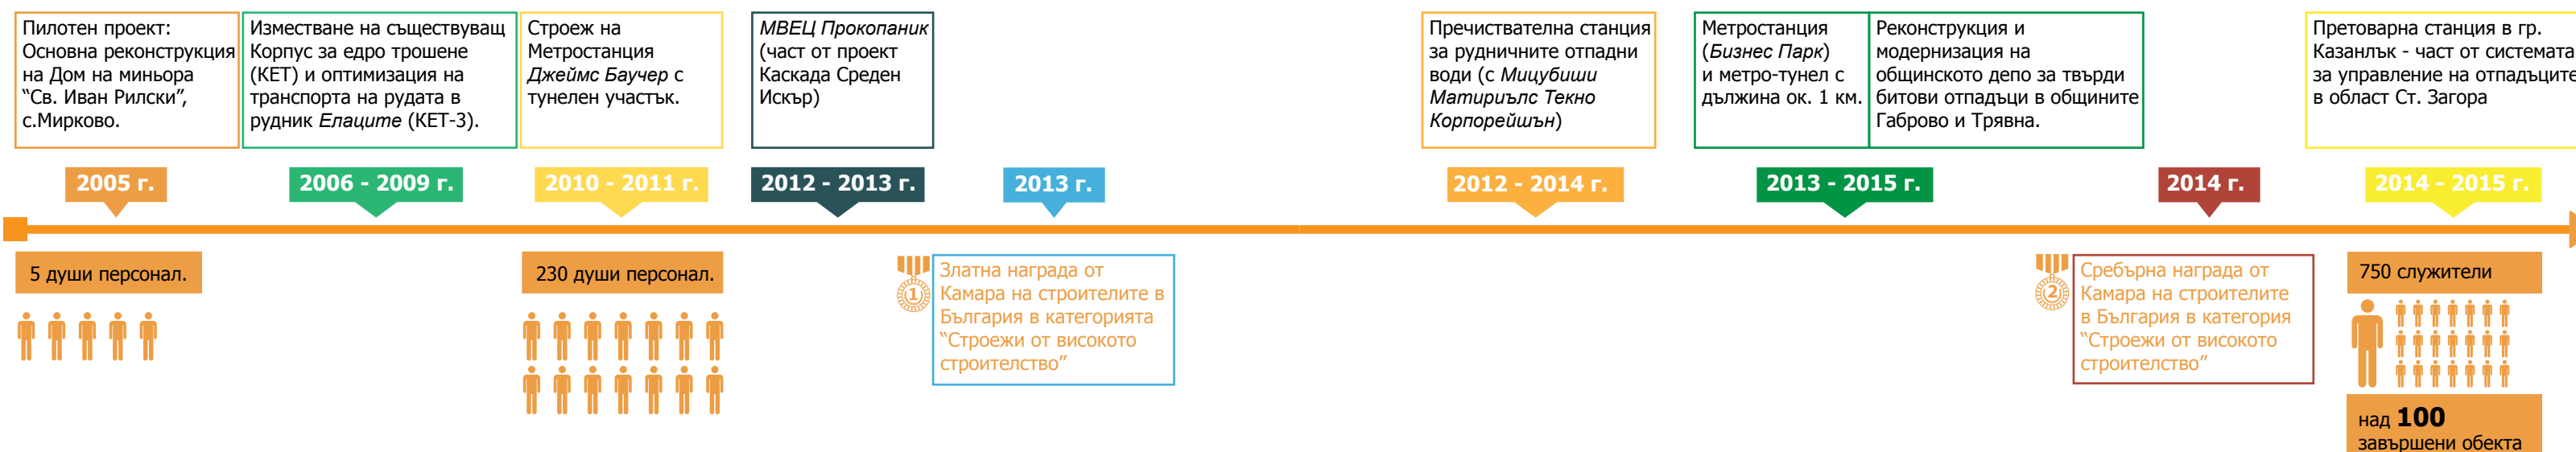 Пилотен проект:
Основна реконструкция
на Дом на миньора
“Св. Иван Рилски”,
с.Мирково.
Изместване на съществуващ
Корпус за едро трошене
(КЕТ) и оптимизация на
транспорта на рудата в
рудник Елаците (КЕТ-3).
Строеж на
Метростанция
Джеймс Баучер с
тунелен участък.
МВЕЦ Прокопаник
(част от проект
Каскада Среден
Искър)
Пречиствателна станция
за рудничните отпадни
води (с Мицубиши
Матириълс Текно
Корпорейшън)
Метростанция
(Бизнес Парк)
и метро-тунел с
дължина ок. 1 км.
Реконструкция и
модернизация на
общинското депо за твърди
битови отпадъци в общините
Габрово и Трявна.
Претоварна станция в гр.
Казанлък - част от системата
за управление на отпадъците
в област Ст. Загора
2005 г.
2006 - 2009 г.
2010 - 2011 г.
2012 - 2013 г.
2013 г.
2012 - 2014 г.
2013 - 2015 г.
2014 г.
2014 - 2015 г.
5 души персонал.
230 души персонал.
1
Златна награда от
Камара на строителите в
България в категорията
“Строежи от високото
строителство”
2
Сребърна награда от
Камара на строителите
в България в категория
“Строежи от високото
строителство”
750 служители
над 100
завършени обекта